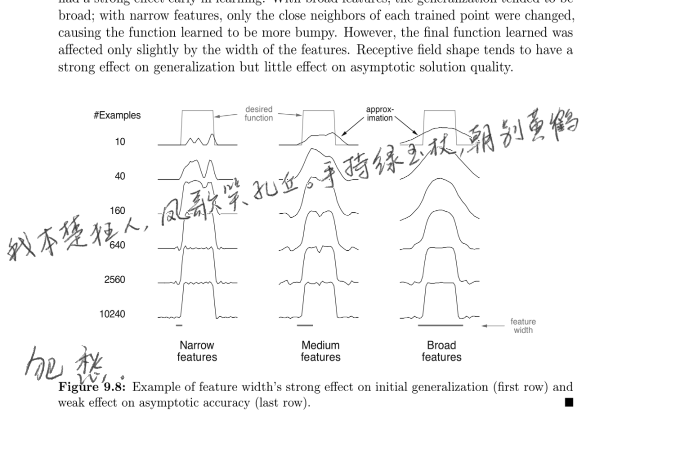 had a strong effect early in learning. With broad features, the generalization tended to be
broad; with narrow features, only the close neighbors of each trained point were changed,
causing the function learned to be more bumpy. However, the final function learned was
affected only slightly by the width of the features. Receptive field shape tends to have a
strong effect on generalization but little effect on asymptotic solution quality.
#Examples
desired
function
approx-
imation
10
40
160
640
2560
10240
我本楚狂人,凤歌笑孔丘。手持绿玉杖,朝别黄鹤
feature
width
Narrow
features
Medium
features
Broad
features
Figure 9.8: Example of feature width's strong effect on initial generalization (first row) and
weak effect on asymptotic accuracy (last row).